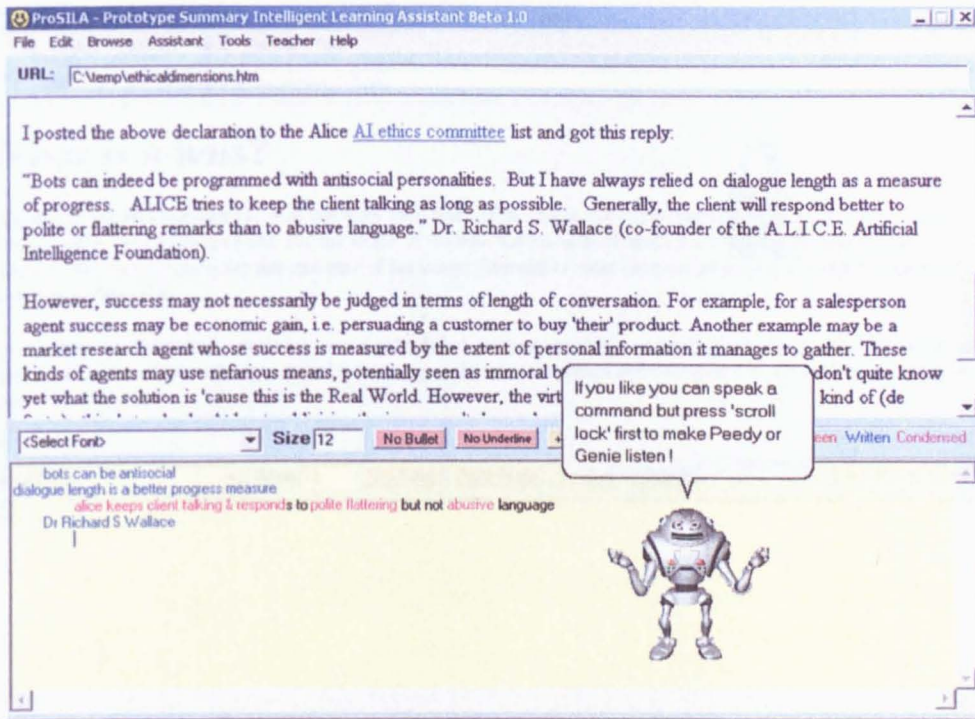 ProSILA - Prototype Summary Intelligent Learning Assistant Beta 1.0
File Edit Browse Assistant Tools Teacher Help
URL: C:\temp\ethicaldimensions.htm
I posted the above declaration to the Alice AI ethics committee list and got this reply:
"Bots can indeed be programmed with antisocial personalities. But I have always relied on dialogue length as a measure
of progress. ALICE tries to keep the client talking as long as possible. Generally, the client will respond better to
polite or flattering remarks than to abusive language." Dr. Richard S. Wallace (co-founder of the A.L.I.C.E. Artificial
Intelligence Foundation).
However, success may not necessarily be judged in terms of length of conversation. For example, for a salesperson
agent success may be economic gain, i.e. persuading a customer to buy 'their' product. Another example may be a
market research agent whose success is measured by the extent of personal information it manages to gather. These
kinds of agents may use nefarious means, potentially seen as immoral b don't quite know
yet what the solution is 'cause this is the Real World. However, the virt kind of (de
If you like you can speak a
command but press 'scroll
lock' first to make Peedy or
Genie listen !
<Select Font> Size 12 No Bullet No Underline een Written Condensed
bots can be antisocial
dialogue length is a better progress measure
alice keeps client talking & responds to polite flattering but not abusive language
Dr Richard S Wallace